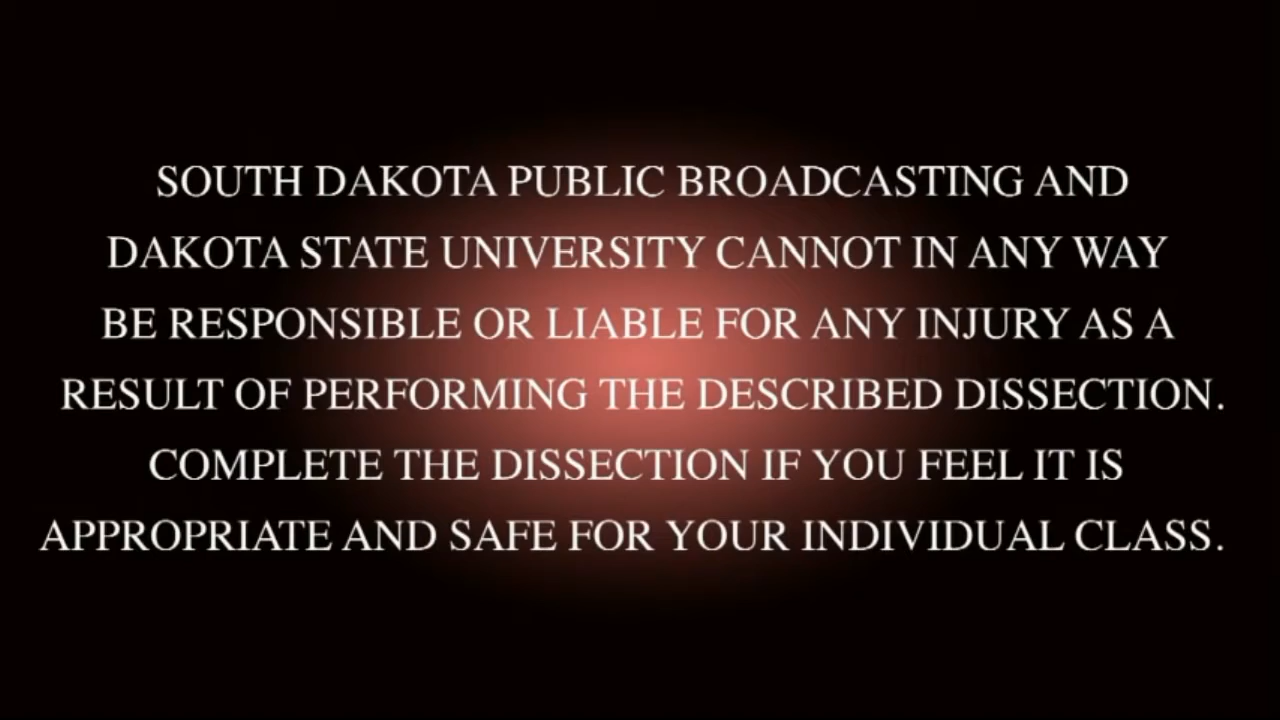 SOUTH DAKOTA PUBLIC BROADCASTING AND
DAKOTA STATE UNIVERSITY CANNOT IN ANY WAY
BE RESPONSIBLE OR LIABLE FOR ANY INJURY AS A
RESULT OF PERFORMING THE DESCRIBED DISSECTION.
COMPLETE THE DISSECTION IF YOU FEEL IT IS
APPROPRIATE AND SAFE FOR YOUR INDIVIDUAL CLASS.